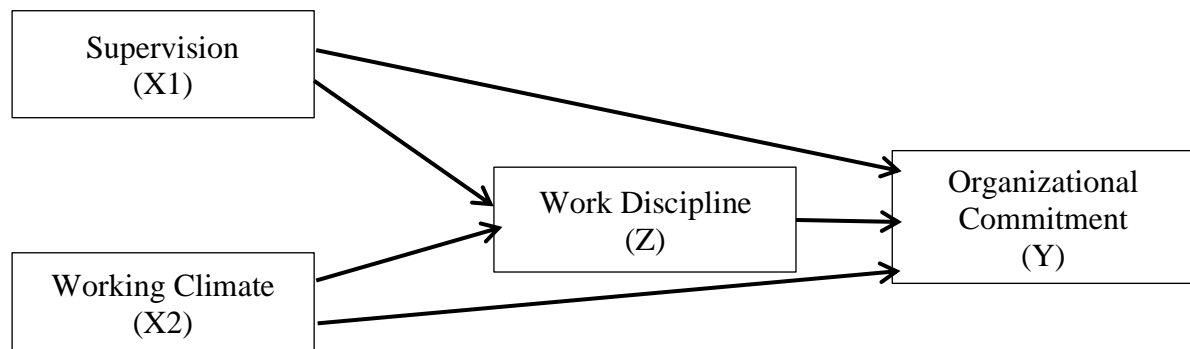 Supervision
(X1)
Work Discipline
(Z)
Organizational
Commitment
(Y)
Working Climate
(X2)